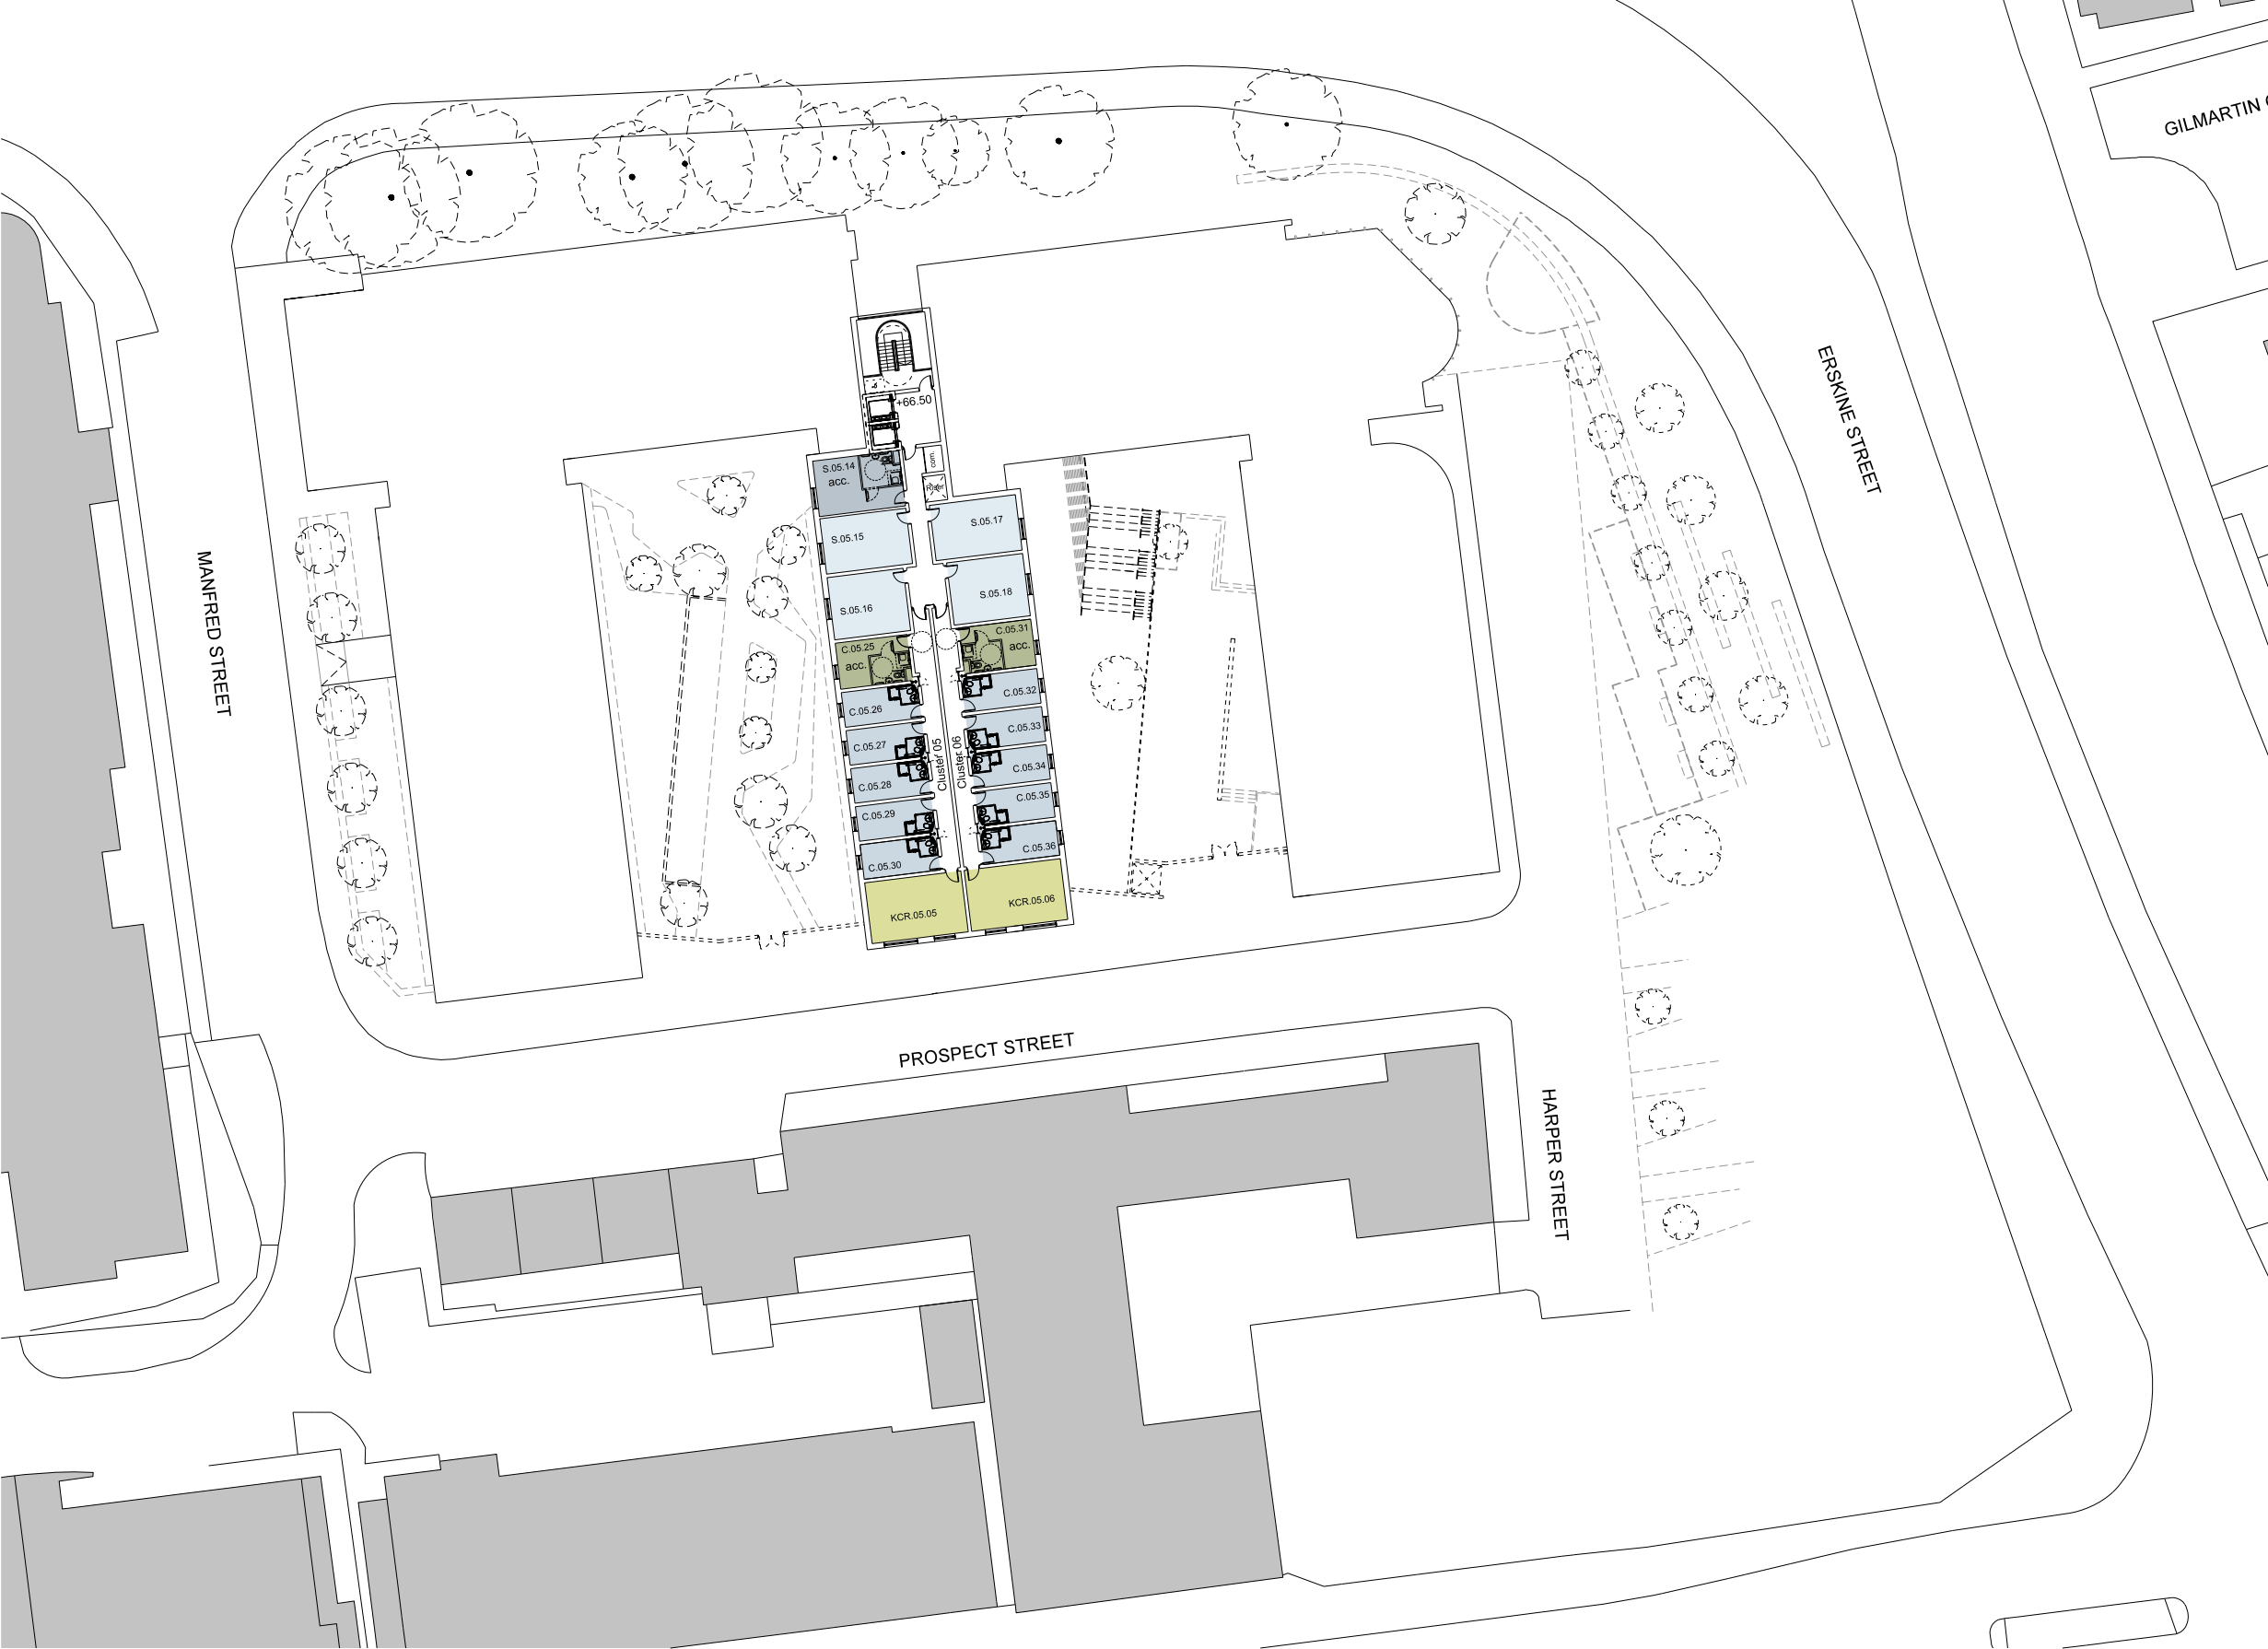 GILMARTIN
ERSKINE STREET
MANFRED STREET
+66.50
com.
Riser
S.05.14
acc.
S.05.15
S.05.16
S.05.17
S.05.18
C.05.25
acc.
C.05.26
C.05.27
C.05.28
C.05.29
C.05.30
C.05.31
acc.
C.05.32
C.05.33
C.05.34
C.05.35
C.05.36
Cluster 05
Cluster 06
KCR.05.05
KCR.05.06
PROSPECT STREET
HARPER STREET